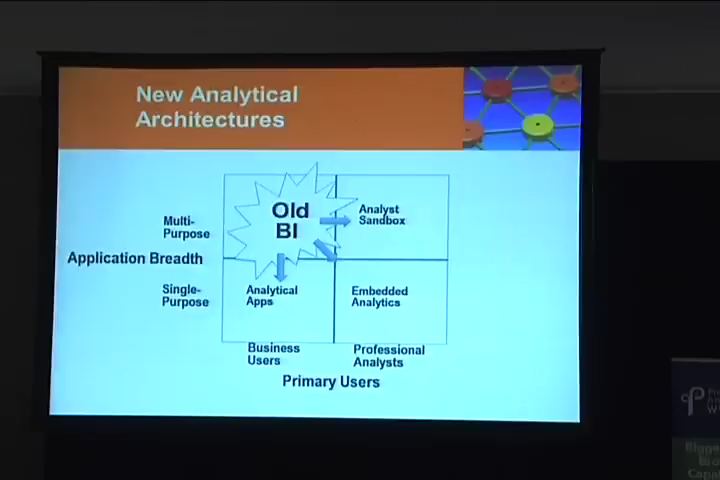 New Analytical
Architectures
Old
BI
Analyst
Sandbox
Multi-
Purpose
Application Breadth
Single-
Purpose
Analytical
Apps
Embedded
Analytics
Business
Users
Professional
Analysts
Primary Users